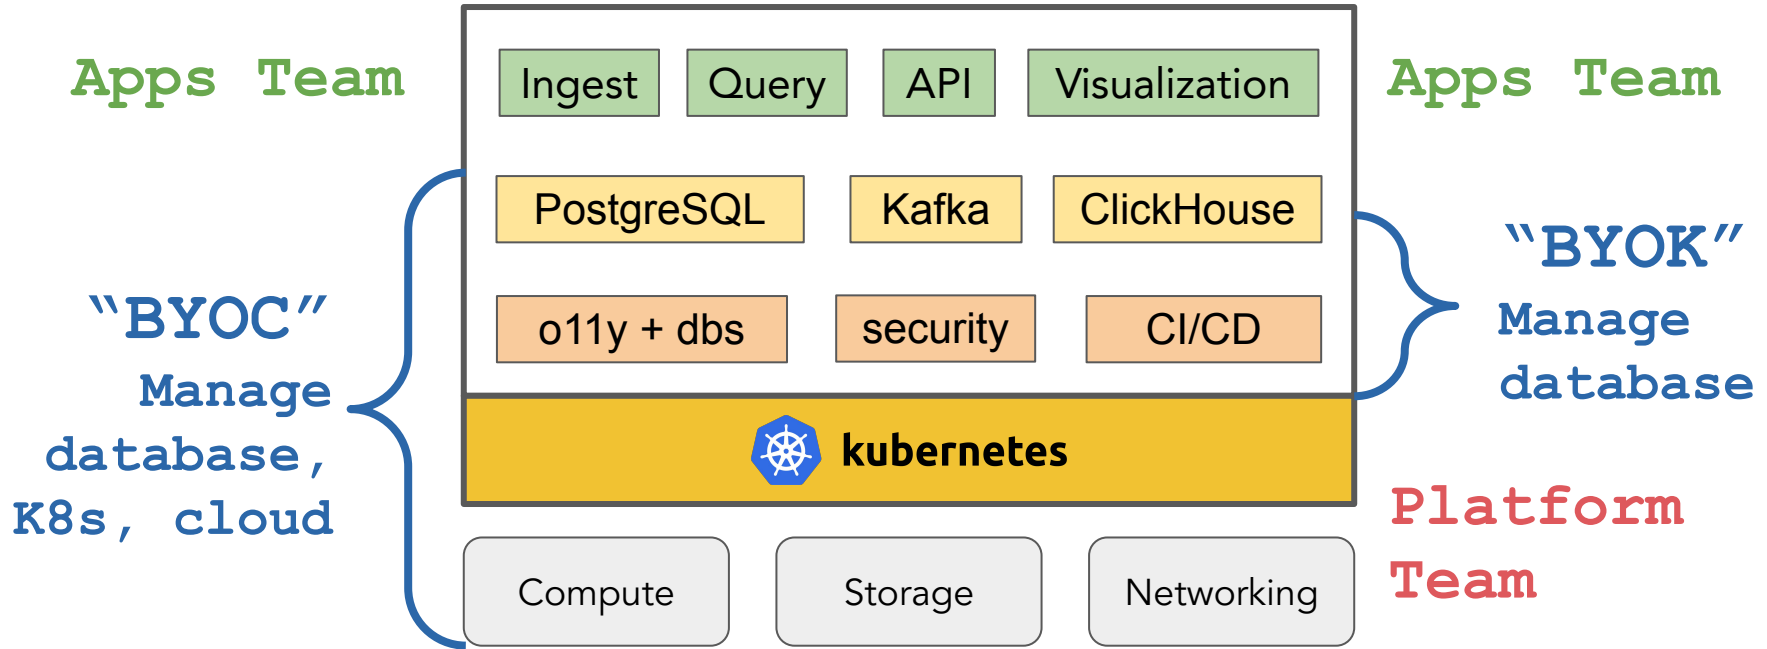 Apps Team
Ingest
Query
API
Visualization
Apps Team
PostgreSQL
Kafka
ClickHouse
“BYOC”
Manage
database,
K8s, cloud
“BYOK”
Manage
database
o11y + dbs
security
CI/CD
kubernetes
Platform
Team
Compute
Storage
Networking